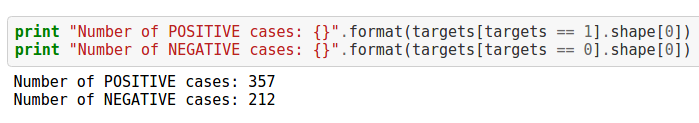 print "Number of POSITIVE cases: {}".format(targets[targets == 1].shape[0])
print "Number of NEGATIVE cases: {}".format(targets[targets == 0].shape[0])
Number of POSITIVE cases: 357
Number of NEGATIVE cases: 212